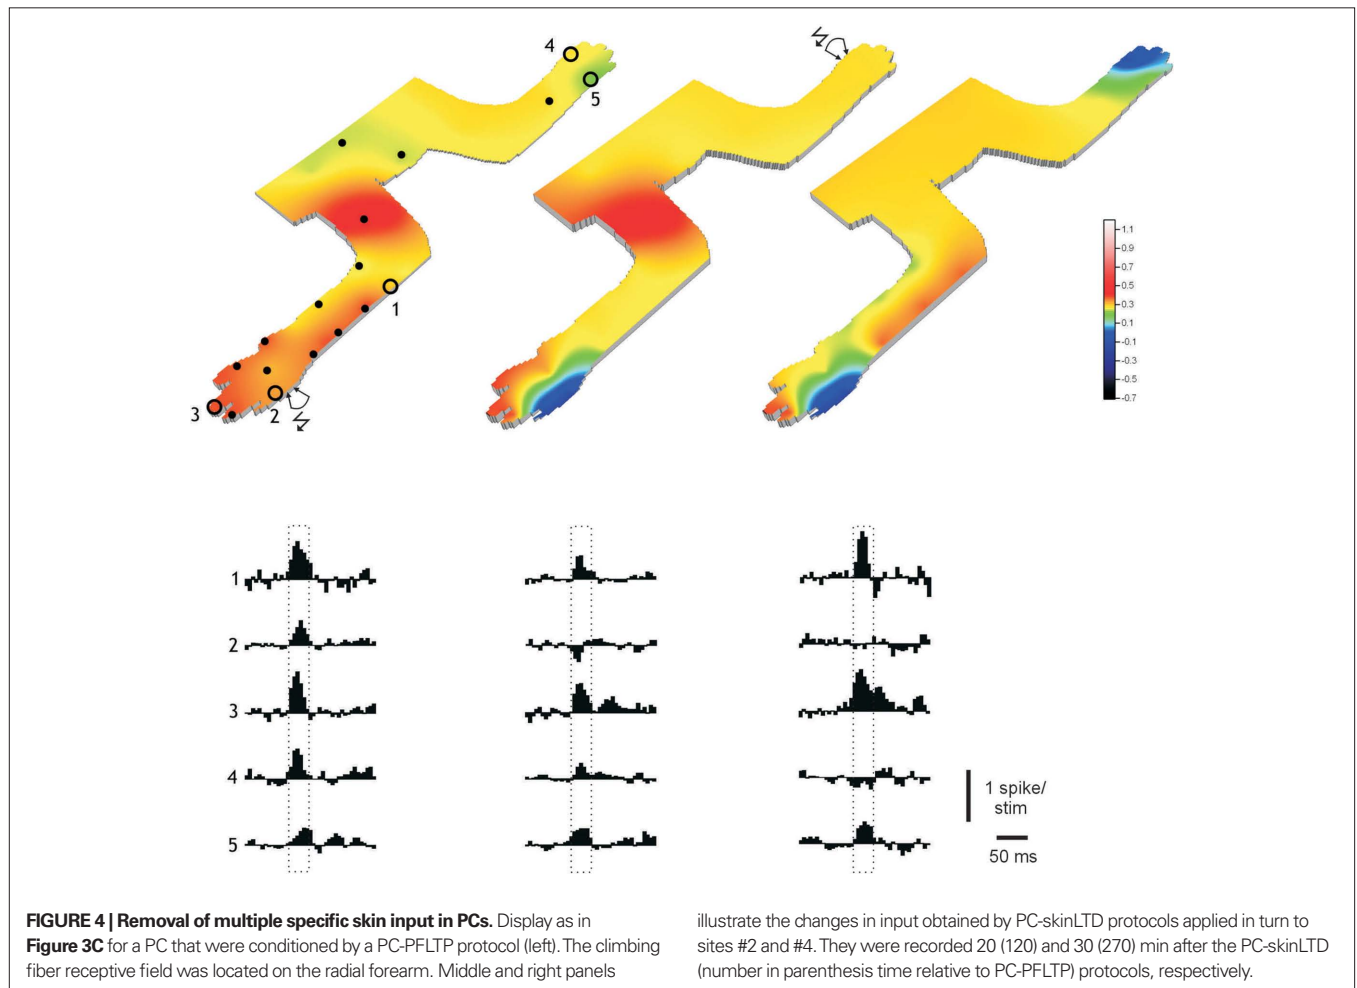 4
5
1
3
2
1.1
0.9
0.7
0.5
0.3
0.1
-0.1
-0.3
-0.5
-0.7
1
2
3
4
5
1 spike/
stim
50 ms
FIGURE 4 | Removal of multiple specific skin input in PCs. Display as in
Figure 3C for a PC that were conditioned by a PC-PFLTP protocol (left). The climbing
fiber receptive field was located on the radial forearm. Middle and right panels
illustrate the changes in input obtained by PC-skinLTD protocols applied in turn to
sites #2 and #4. They were recorded 20 (120) and 30 (270) min after the PC-skinLTD
(number in parenthesis time relative to PC-PFLTP) protocols, respectively.